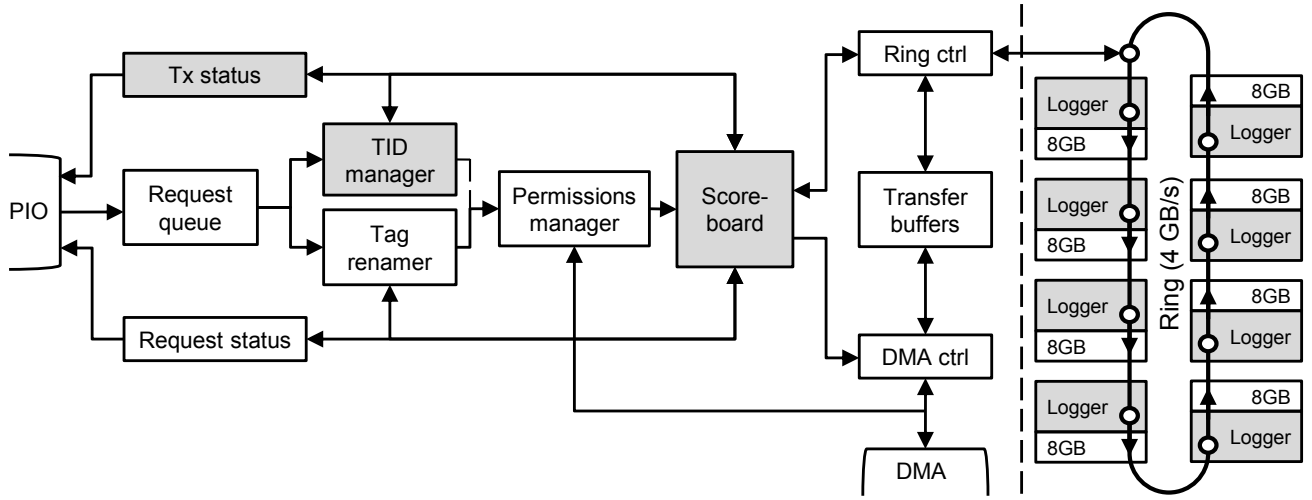 Tx status
PIO
Request
queue
TID
manager
Tag
renamer
Request status
Permissions
manager
Score-
board
Ring ctrl
Transfer
buffers
DMA ctrl
DMA
Logger
8GB
Logger
8GB
Logger
8GB
Logger
8GB
Ring (4 GB/s)
8GB
Logger
8GB
Logger
8GB
Logger
8GB
Logger